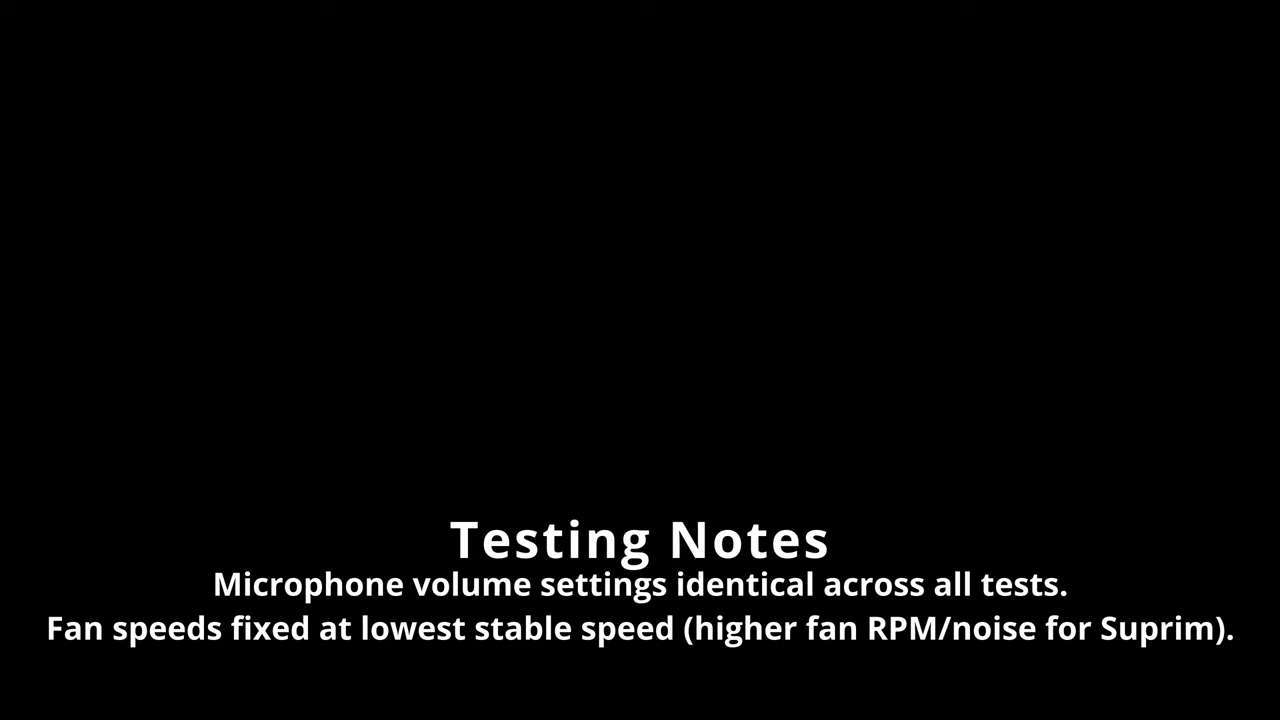 Testing Notes
Microphone volume settings identical across all tests.
Fan speeds fixed at lowest stable speed (higher fan RPM/noise for Suprim).